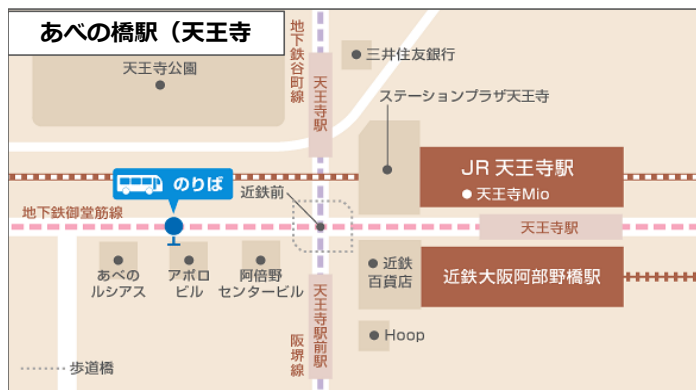 あべの橋駅（天王寺
地下鉄谷町線
天王寺駅
三井住友銀行
天王寺公園
ステーションプラザ天王寺
JR 天王寺駅
天王寺Mio
のりば
近鉄前
地下鉄御堂筋線
天王寺駅
あべの
ルシアス
アポロ
ビル
阿倍野
センタービル
近鉄
百貨店
近鉄大阪阿部野橋駅
天王寺駅前駅
阪堺線
Hoop
歩道橋